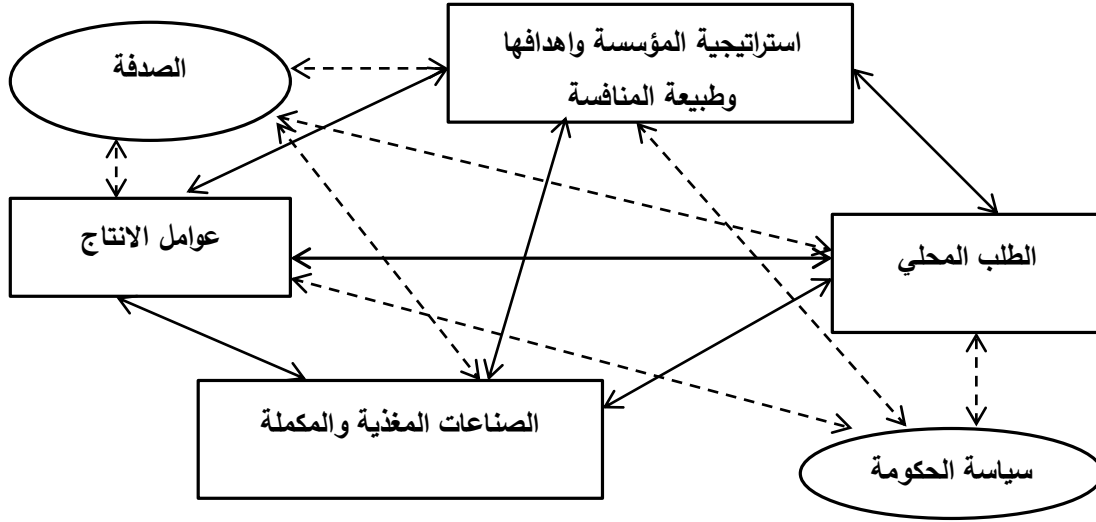 استراتيجية المؤسسة واهدافها
وطبيعة المنافسة
الصدفة
عوامل الانتاج
الطلب المحلي
الصناعات المغذية والمكملة
سياسة الحكومة